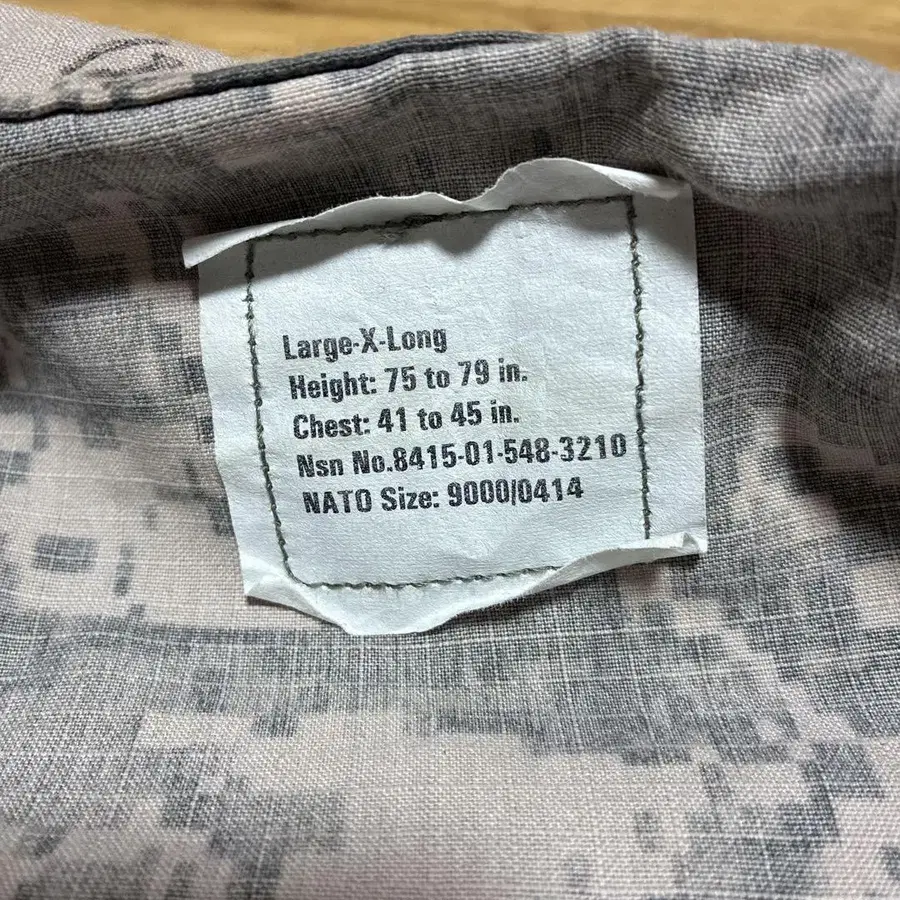 Large-X-Long
Height: 75 to 79 in.
Chest: 41 to 45 in.
Nsn No.8415-01-548-3210
NATO Size: 9000/0414